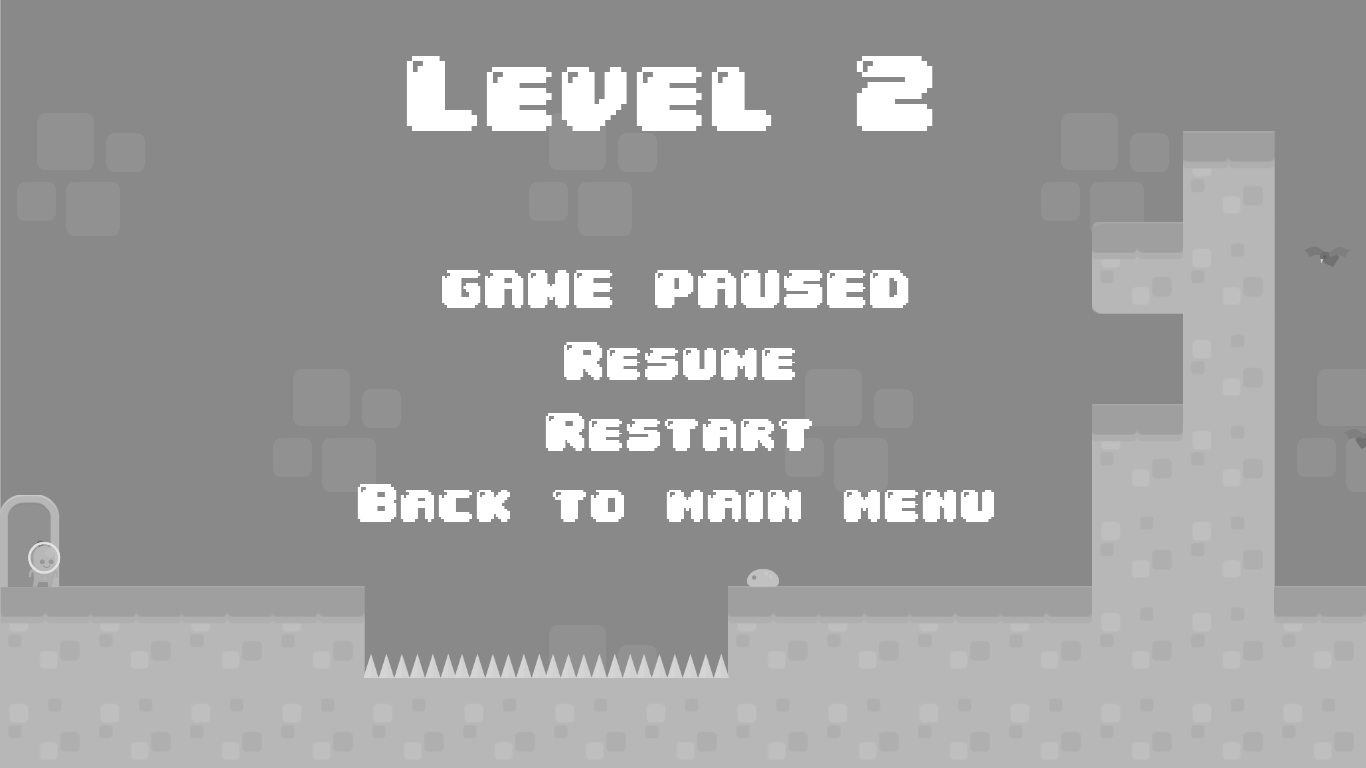 Level 2
GAME PAUSED
Resume
Restart
Back to main menu